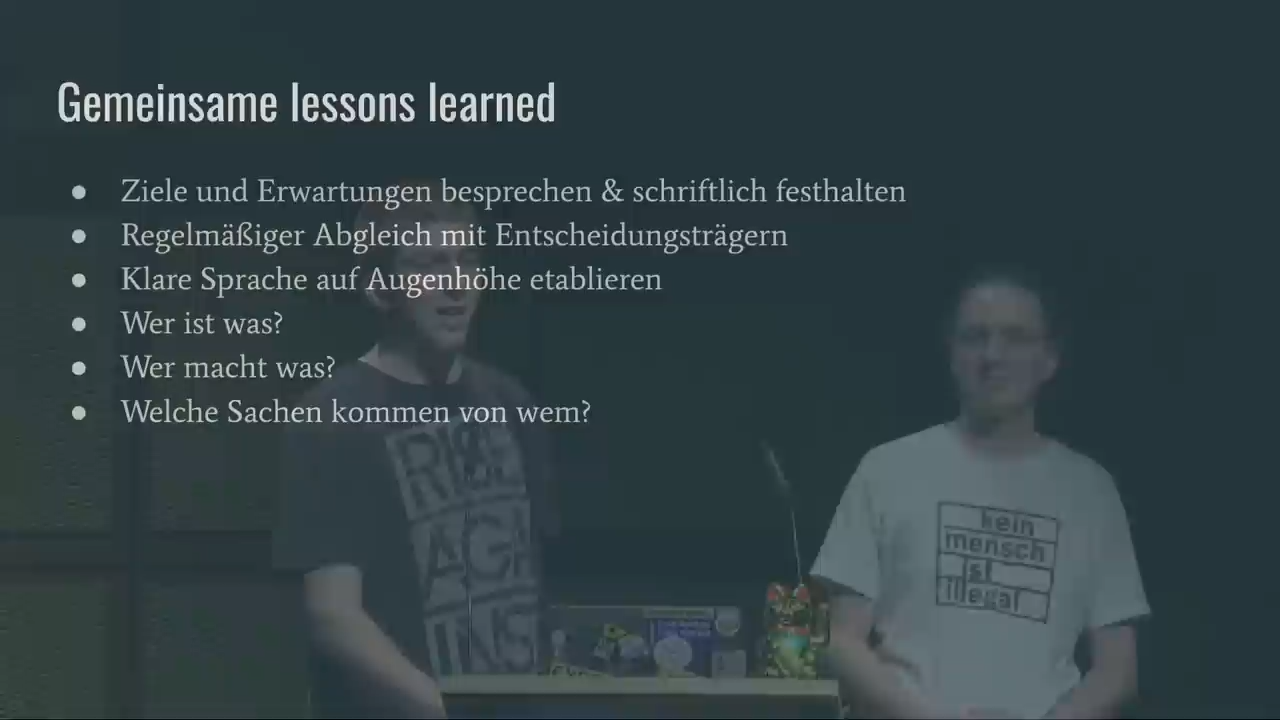 Gemeinsame lessons learned
● Ziele und Erwartungen besprechen & schriftlich festhalten
● Regelmäßiger Abgleich mit Entscheidungsträgern
● Klare Sprache auf Augenhöhe etablieren
● Wer ist was?
● Wer macht was?
● Welche Sachen kommen von wem?
kein
mensch
ist
illegal